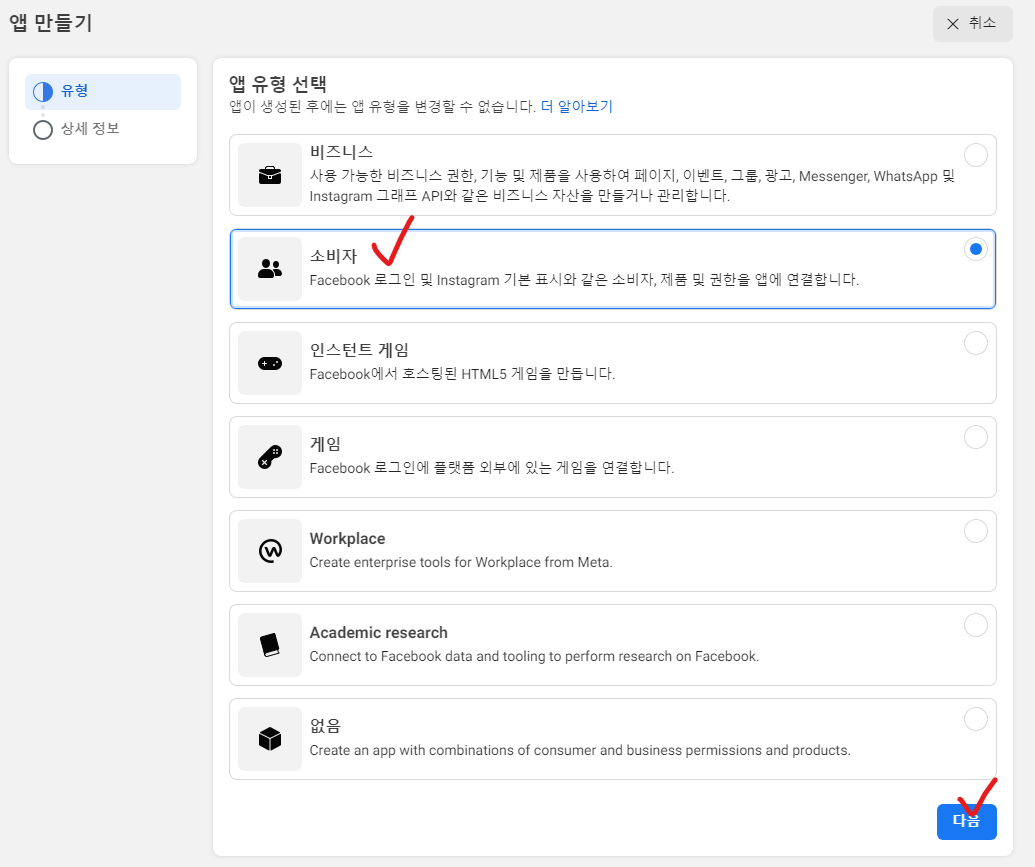 앱 만들기
취소
유형
상세 정보
앱 유형 선택
앱이 생성된 후에는 앱 유형을 변경할 수 없습니다. 더 알아보기
비즈니스
사용 가능한 비즈니스 권한, 기능 및 제품을 사용하여 페이지, 이벤트, 그룹, 광고, Messenger, WhatsApp 및
Instagram 그래프 API와 같은 비즈니스 자산을 만들거나 관리합니다.
소비자
Facebook 로그인 및 Instagram 기본 표시와 같은 소비자, 제품 및 권한을 앱에 연결합니다.
인스턴트 게임
Facebook에서 호스팅된 HTML5 게임을 만듭니다.
게임
Facebook 로그인에 플랫폼 외부에 있는 게임을 연결합니다.
Workplace
Create enterprise tools for Workplace from Meta.
Academic research
Connect to Facebook data and tooling to perform research on Facebook.
없음
Create an app with combinations of consumer and business permissions and products.
다음